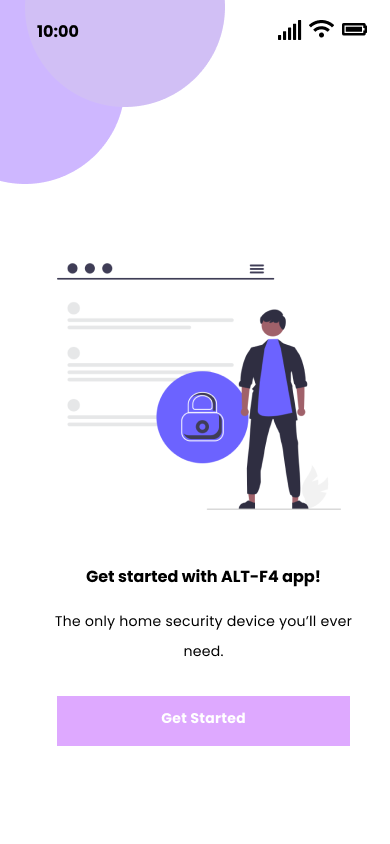 10:00
Get started with ALT-F4 app!
The only home security device you’ll ever
need.
Get Started